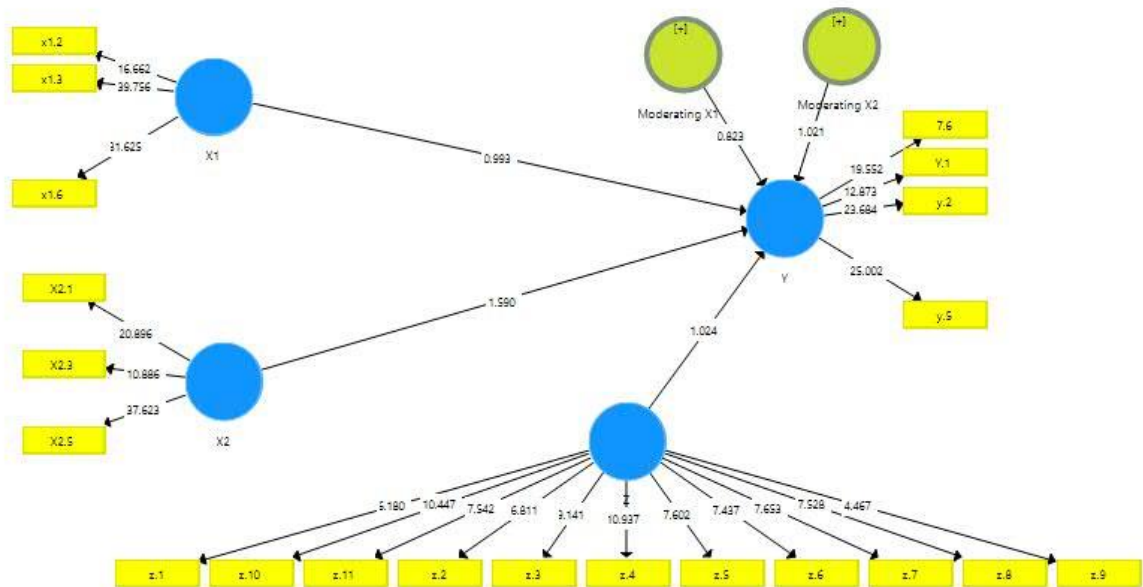 x1.2
16.662
x1.3
39.756
31.625
X1
x1.6
[+]
[+]
Moderating X1
Moderating X2
0.823
1.021
0.993
7.6
19.552
Y.1
12.873
y.2
23.684
Y
25.002
y.5
X2.1
20.896
X2.3
10.886
X2.5
37.623
X2
1.590
1.024
Z
10.447
7.542
6.811
10.937
7.602
7.437
7.653
7.528
4.467
z.1
z.10
z.11
z.2
z.3
z.4
z.5
z.6
z.7
z.8
z.9